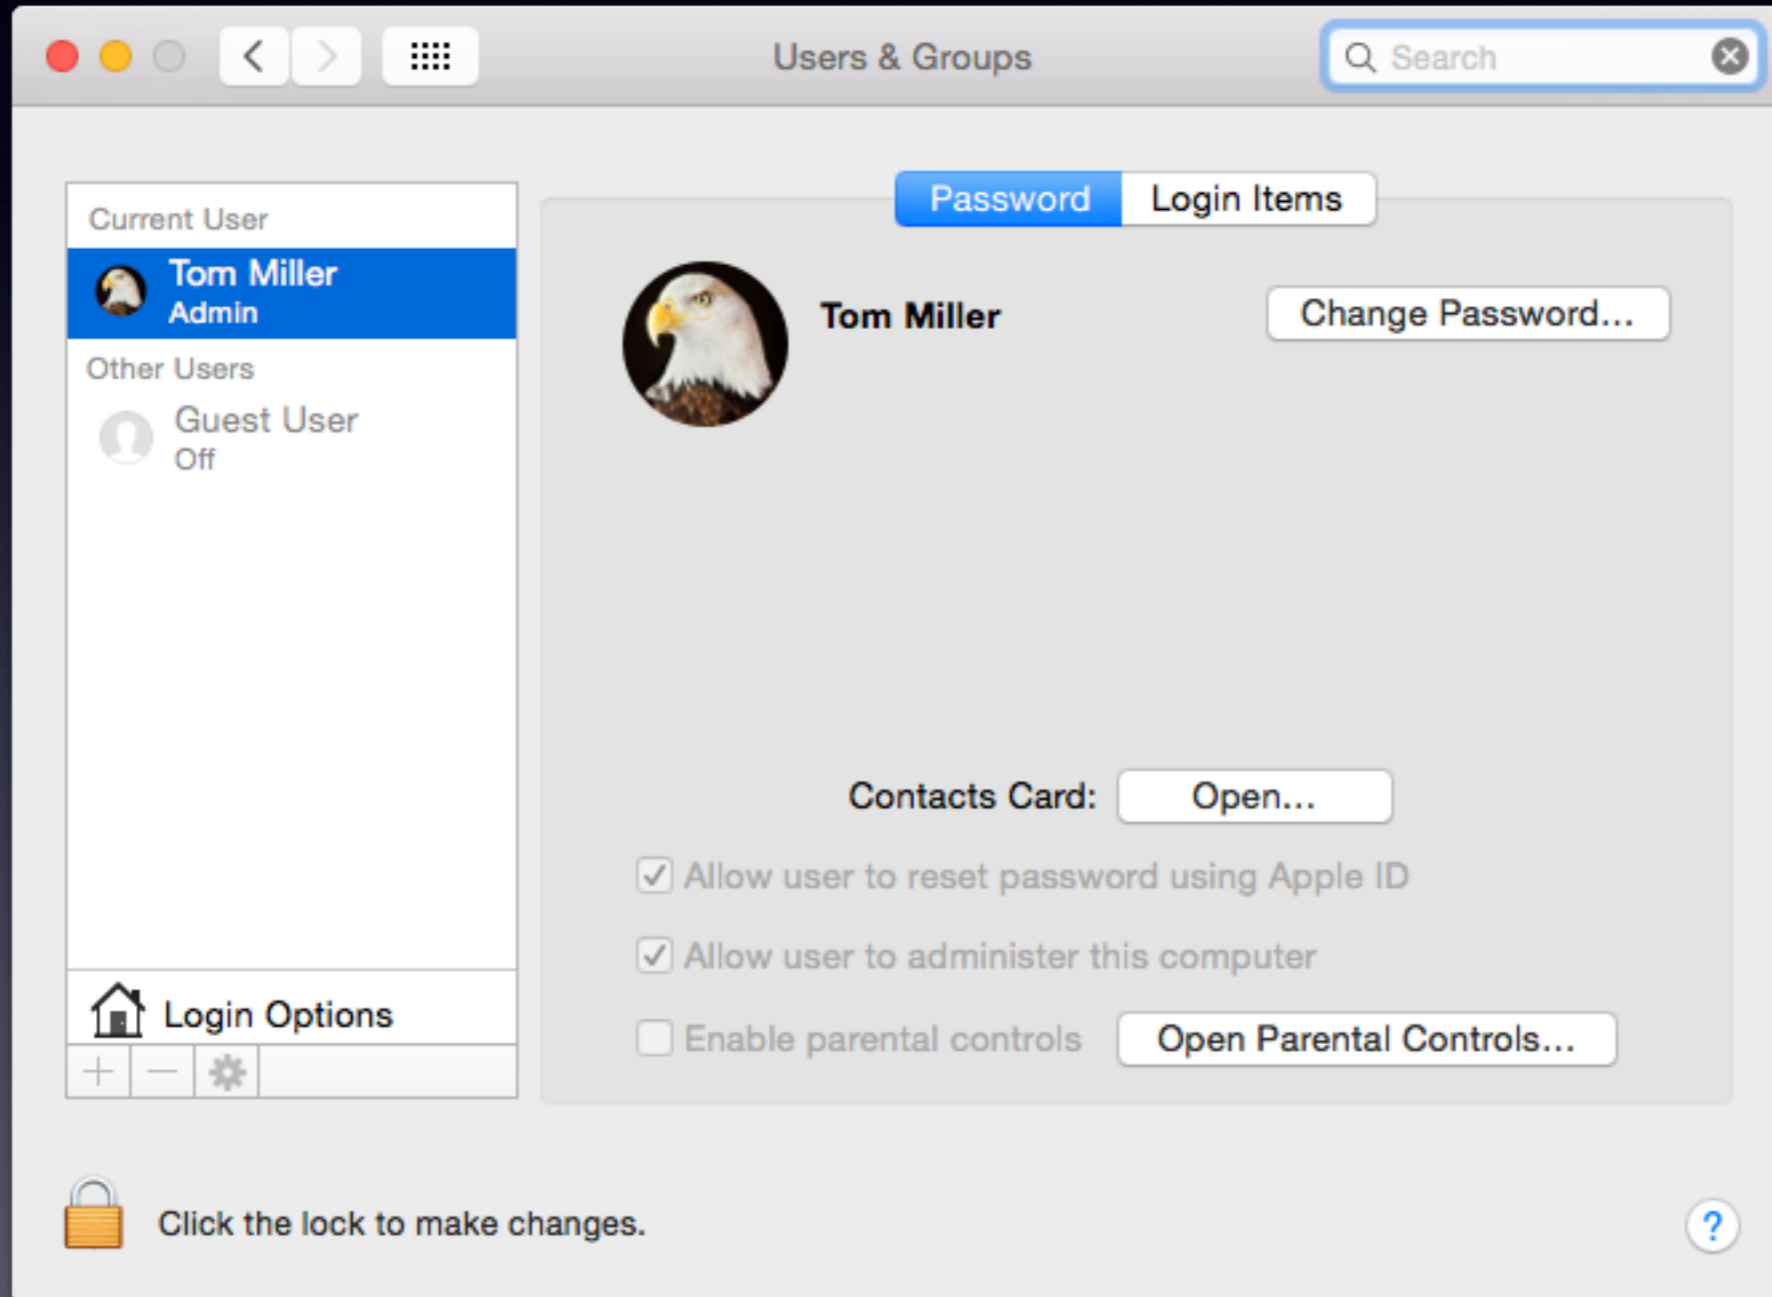 Users & Groups
Search
Password
Login Items
Current User
Tom Miller
Admin
Other Users
Guest User
Off
Tom Miller
Change Password...
Contacts Card:
Open...
Allow user to reset password using Apple ID
Allow user to administer this computer
Enable parental controls
Open Parental Controls...
Login Options
Click the lock to make changes.
?